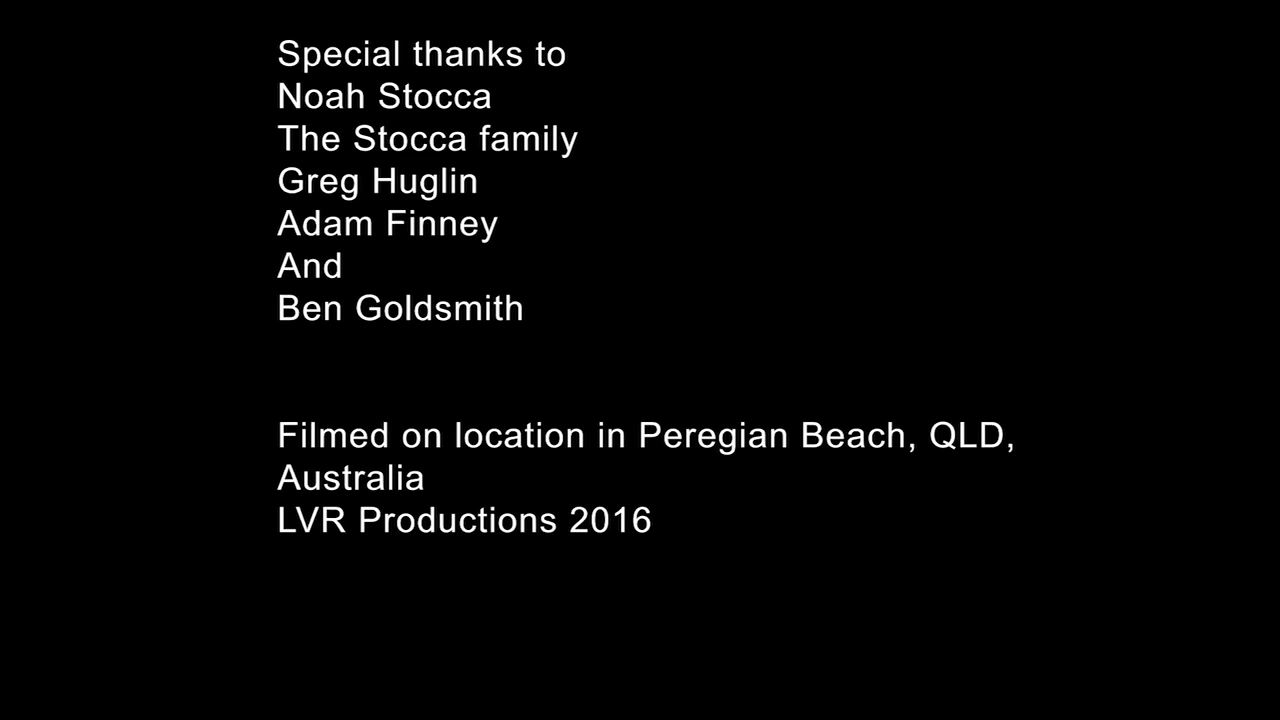 Special thanks to
Noah Stocca
The Stocca family
Greg Huglin
Adam Finney
And
Ben Goldsmith
Filmed on location in Peregian Beach, QLD,
Australia
LVR Productions 2016